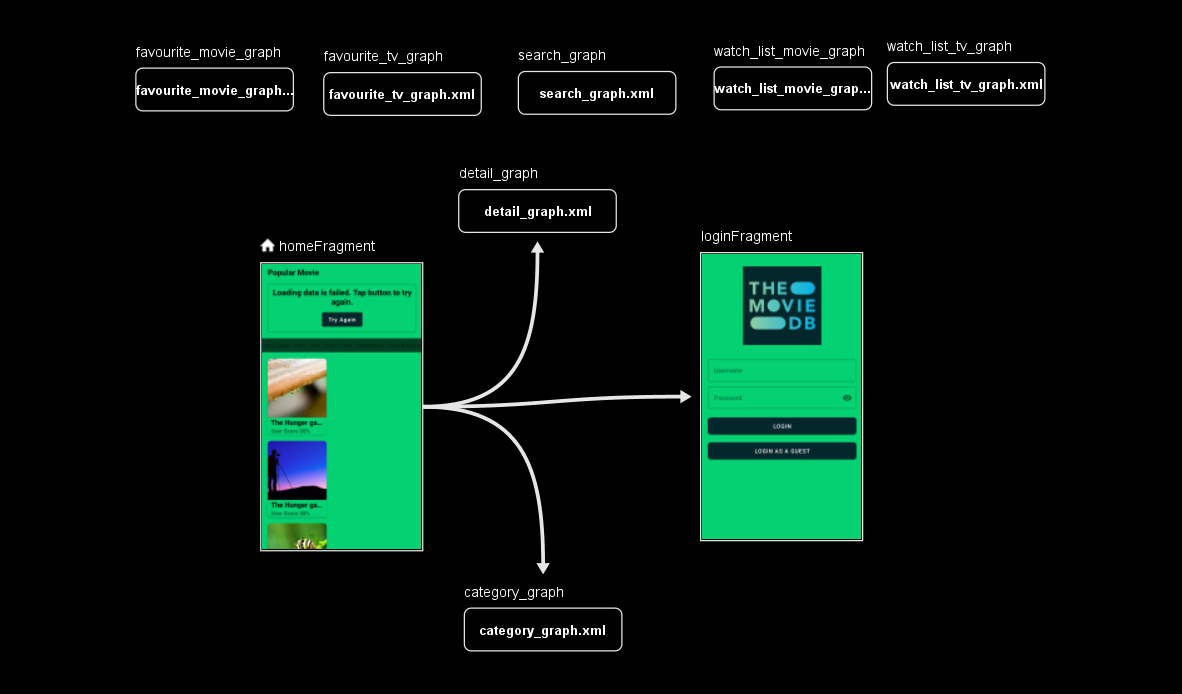 favourite_movie_graph
favourite_movie_graph...
favourite_tv_graph
favourite_tv_graph.xml
search_graph
search_graph.xml
watch_list_movie_graph
watch_list_movie_grap...
watch_list_tv_graph
watch_list_tv_graph.xml
detail_graph
detail_graph.xml
homeFragment
Popular Movie
Loading data is failed. Tap button to try
again.
Try Again
The Hunger ga...
User Score 58%
The Hunger ga...
User Score 58%
loginFragment
THE
MOVIE
DB
Username
Password
LOGIN
LOGIN AS A GUEST
category_graph
category_graph.xml